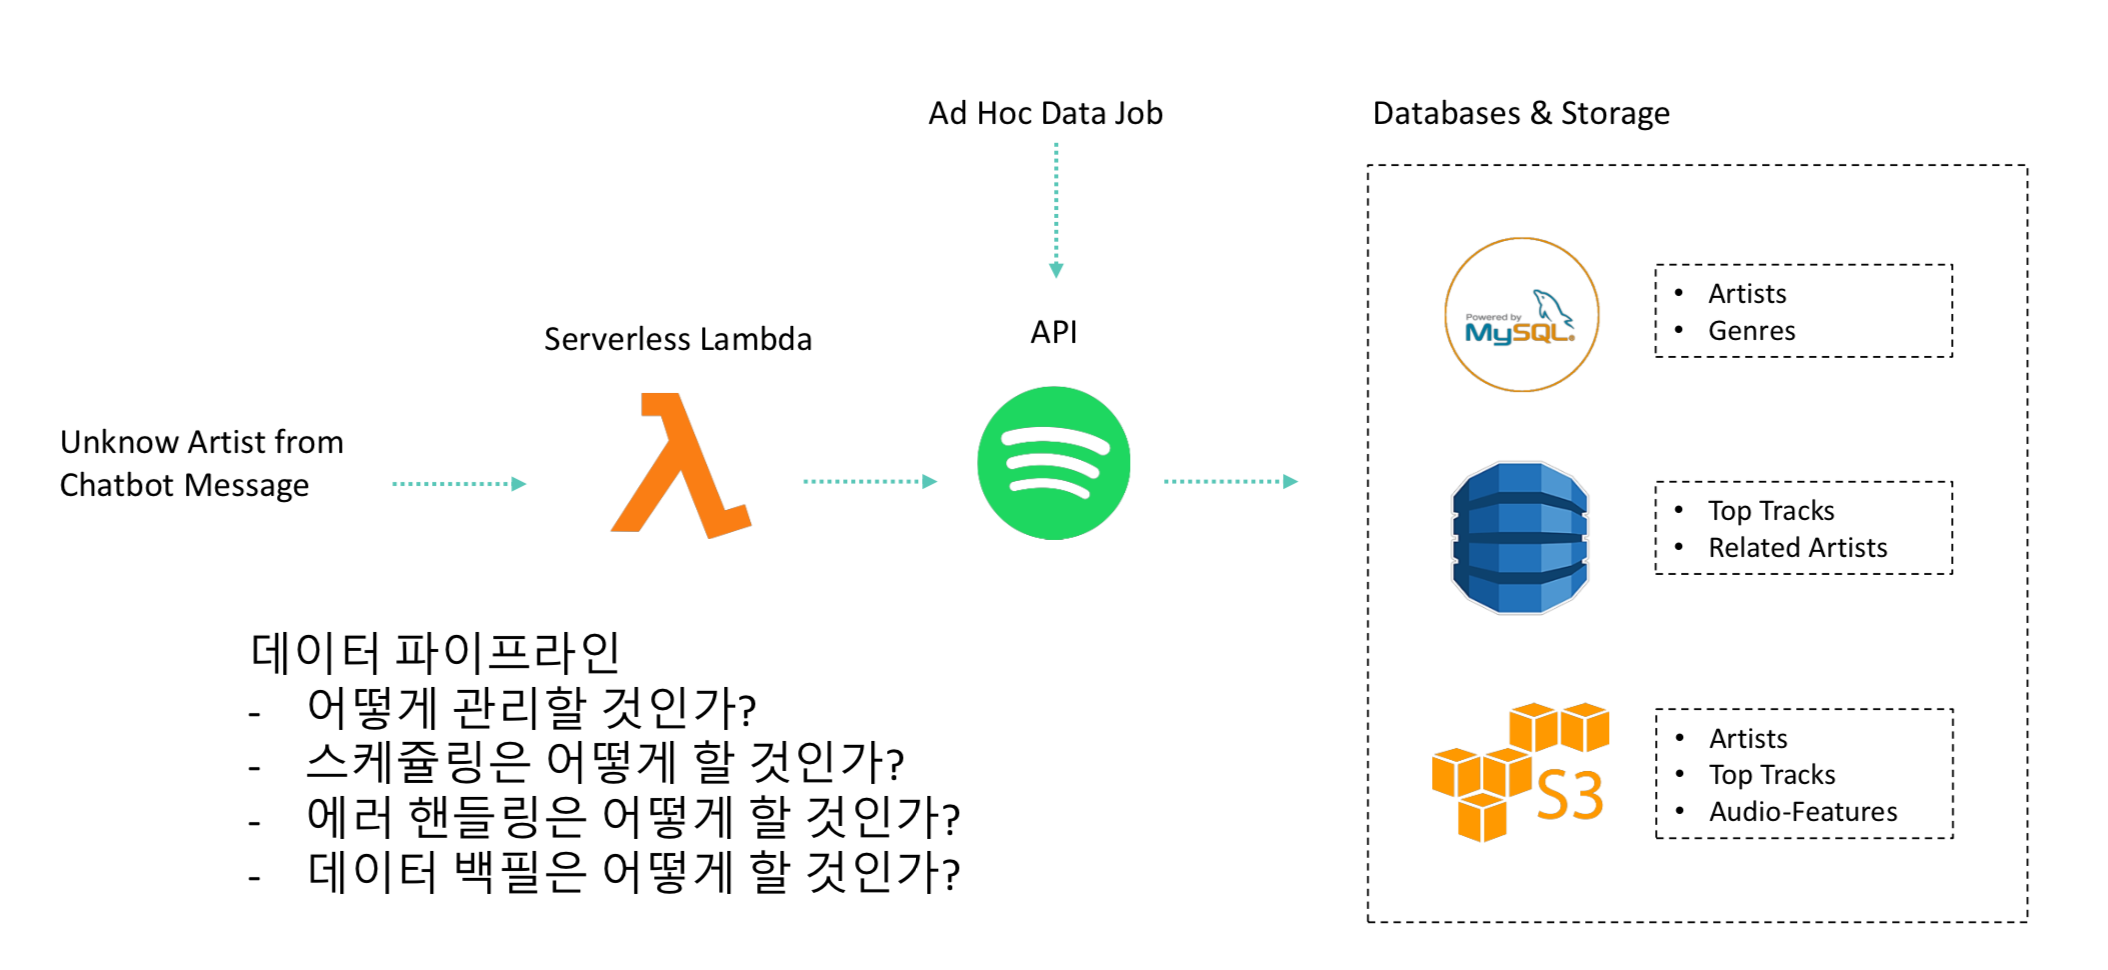 Ad Hoc Data Job
Databases & Storage
Serverless Lambda
API
Unknow Artist from
Chatbot Message
Powered by
MySQL.
• Artists
• Genres
• Top Tracks
• Related Artists
S3
• Artists
• Top Tracks
• Audio-Features
데이터 파이프라인
- 어떻게 관리할 것인가?
- 스케쥴링은 어떻게 할 것인가?
- 에러 핸들링은 어떻게 할 것인가?
- 데이터 백필은 어떻게 할 것인가?